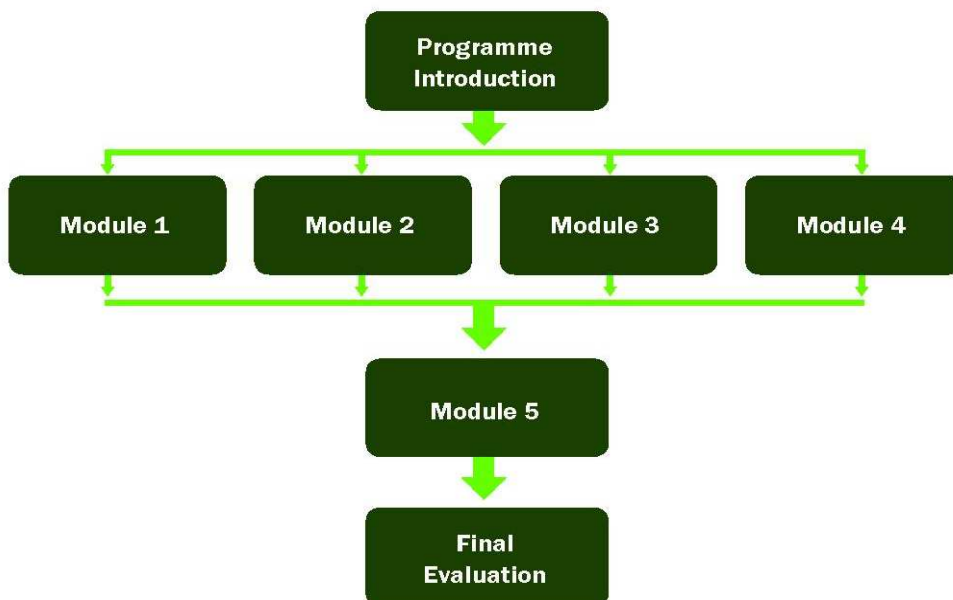 Programme
Introduction
Module 1
Module 2
Module 3
Module 4
Module 5
Final
Evaluation